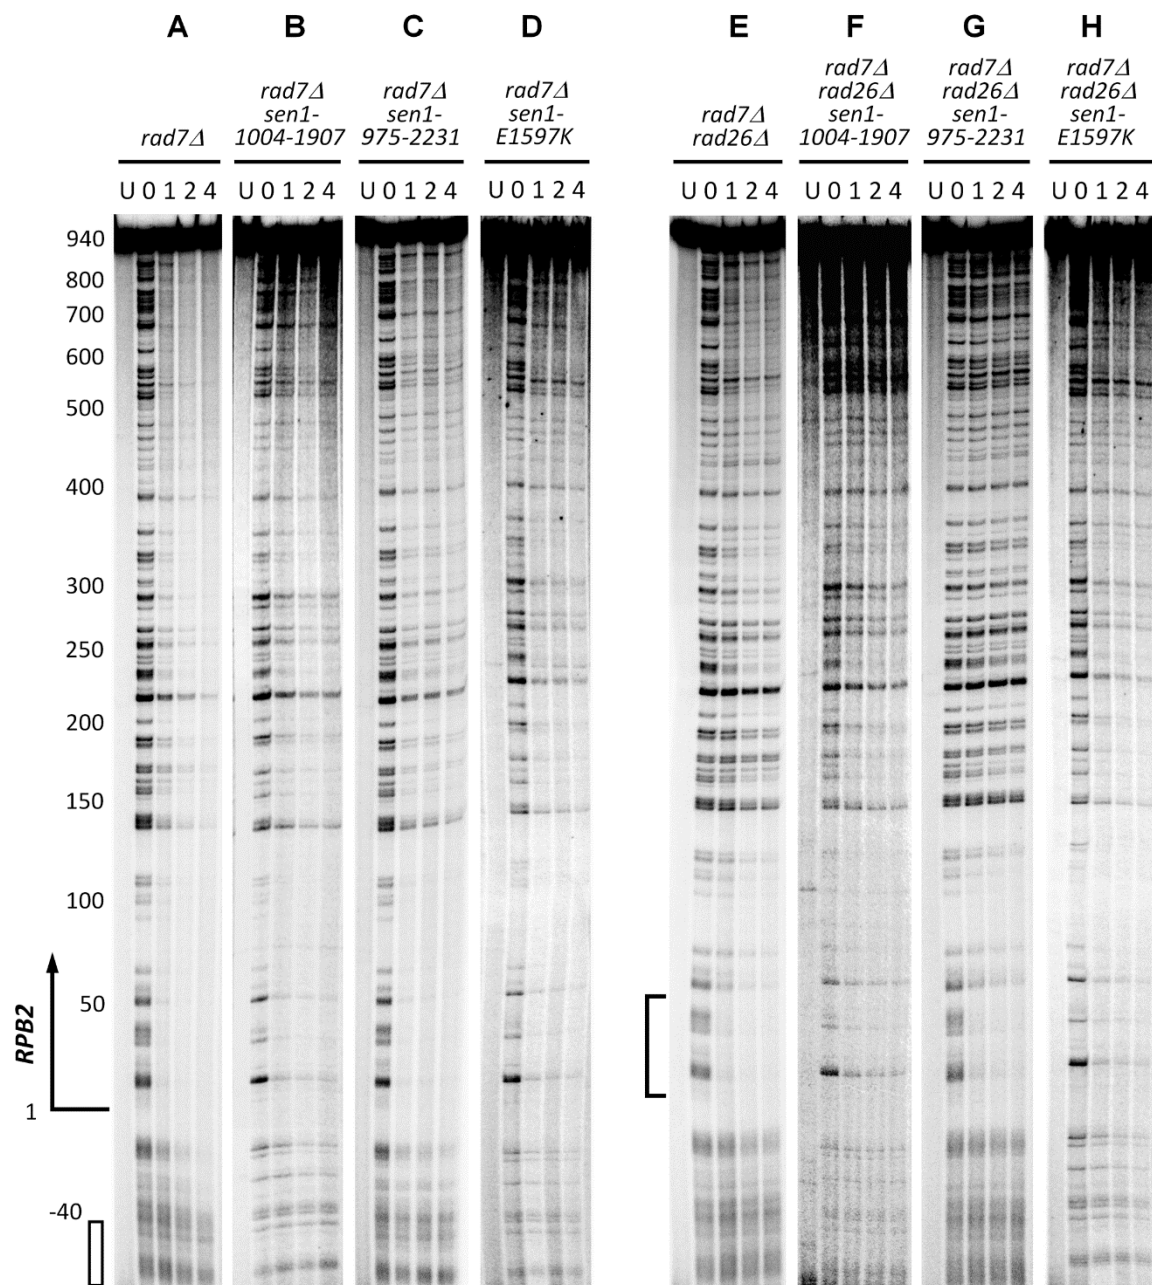 A B C D E F G H
rad7Δ
rad7Δ
sen1-
1004-1907
rad7Δ
sen1-
975-2231
rad7Δ
sen1-
E1597K
rad7Δ
rad26Δ
rad7Δ
rad26Δ
sen1-
1004-1907
rad7Δ
rad26Δ
sen1-
975-2231
rad7Δ
rad26Δ
sen1-
E1597K
U 0 1 2 4 U 0 1 2 4 U 0 1 2 4 U 0 1 2 4 U 0 1 2 4 U 0 1 2 4 U 0 1 2 4 U 0 1 2 4
940
800
700
600
500
400
300
250
200
150
100
50
RPB2
1
-40